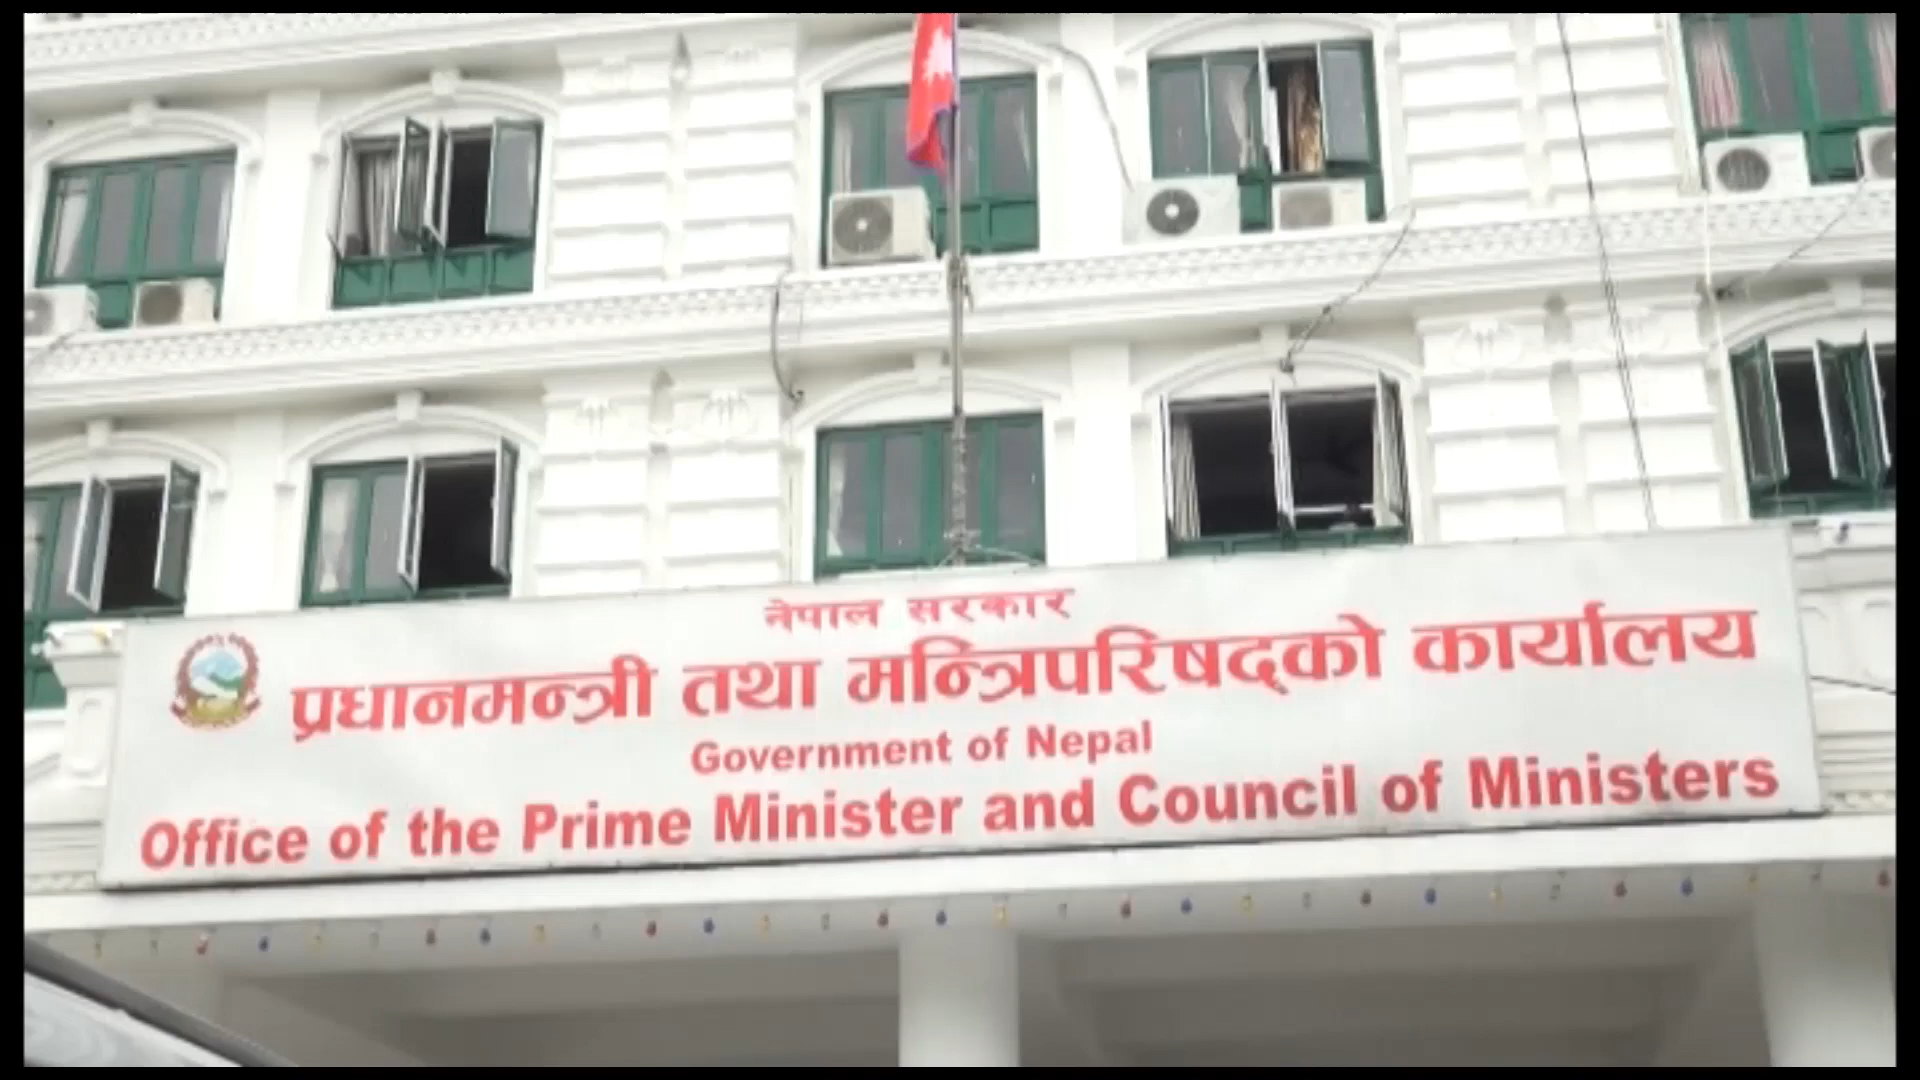 नेपाल सरकार
प्रधानमन्त्री तथा मन्त्रिपरिषद्को कार्यालय
Government of Nepal
Office of the Prime Minister and Council of Ministers